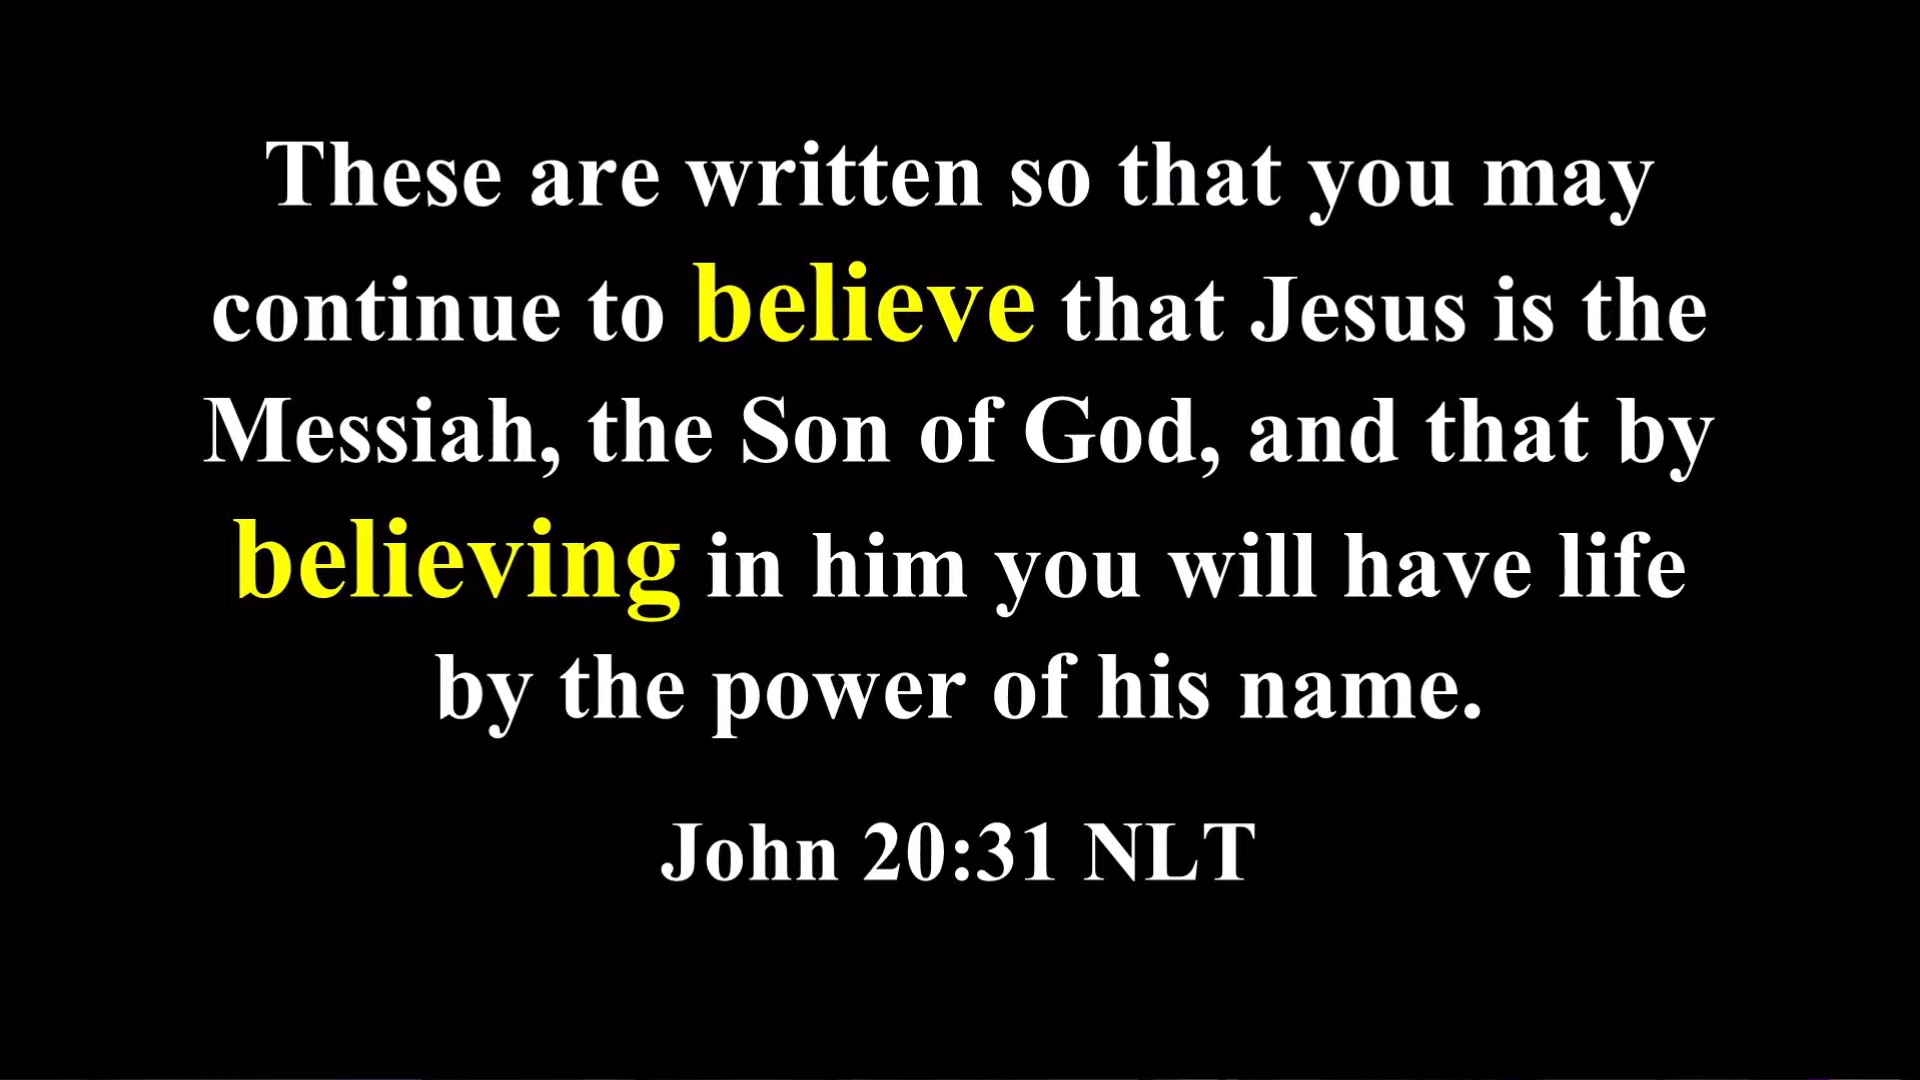 These are written so that you may
continue to believe that Jesus is the
Messiah, the Son of God, and that by
believing in him you will have life
by the power of his name.
John 20:31 NLT